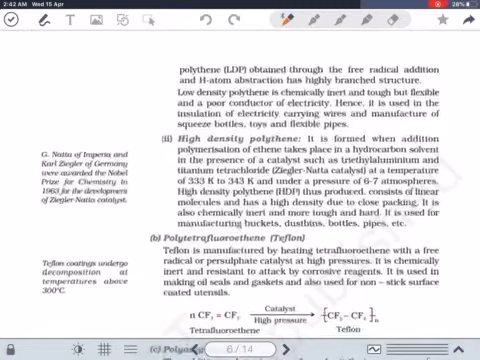 2:42 AM Wed 15 Apr
28%
polythene (LDP) obtained through the free radical addition
and H-atom abstraction has highly branched structure.
Low density polythene is chemically inert and tough but flexible
and a poor conductor of electricity. Hence, it is used in the
insulation of electricity carrying wires and manufacture of
squeeze bottles, toys and flexible pipes.
(ii) High density polythene: It is formed when addition
polymerisation of ethene takes place in a hydrocarbon solvent
in the presence of a catalyst such as triethylaluminium and
titanium tetrachloride (Ziegler-Natta catalyst) at a temperature
of 333 K to 343 K and under a pressure of 6-7 atmospheres.
High density polythene (HDP) thus produced, consists of linear
molecules and has a high density due to close packing. It is
also chemically inert and more tough and hard. It is used for
manufacturing buckets, dustbins, bottles, pipes, etc.
G. Natta of Imperia and
Karl Ziegler of Germany
were awarded the Nobel
Prize for Chemistry in
1963 for the development
of Ziegler-Natta catalyst.
(b) Polytetrafluoroethene (Teflon)
Teflon is manufactured by heating tetrafluoroethene with a free
radical or persulphate catalyst at high pressures. It is chemically
inert and resistant to attack by corrosive reagents. It is used in
making oil seals and gaskets and also used for non – stick surface
coated utensils.
Teflon coatings undergo
decomposition at
temperatures above
300°C.
n CF₂ = CF₂ Catalyst High pressure [CF₂ – CF₂]n
Tetrafluoroethene Teflon
6 / 14